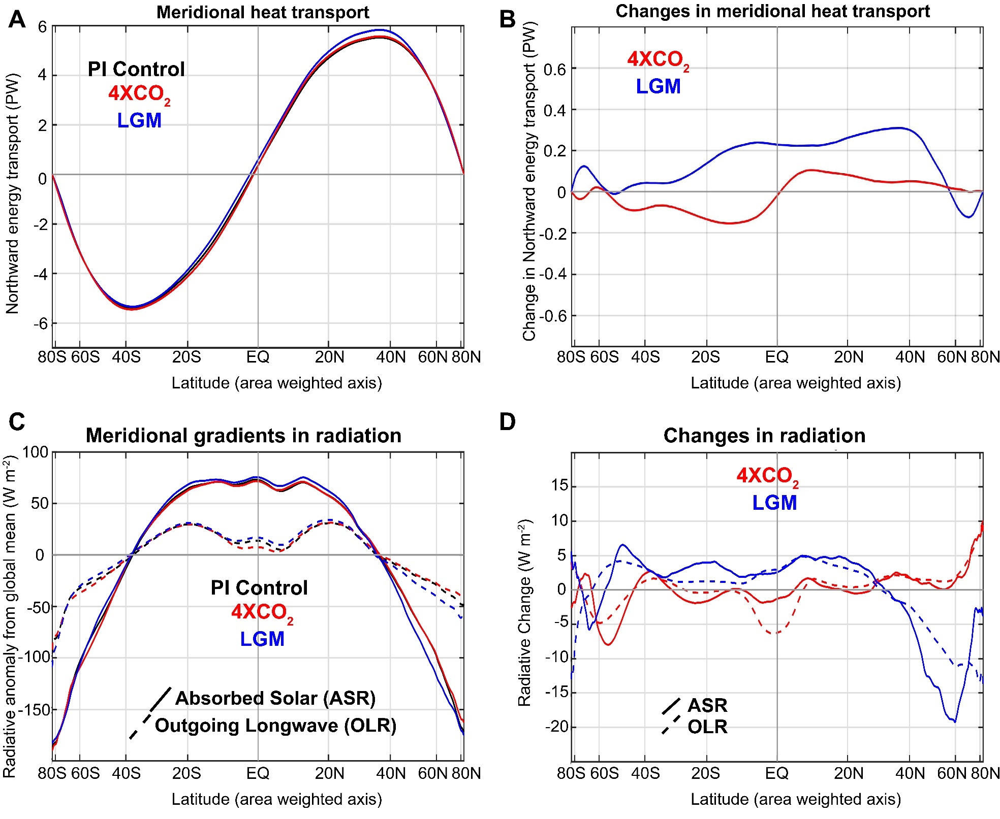 A
Meridional heat transport
Northward energy transport (PW)
6
4
2
0
-2
-4
-6
PI Control
4XCO2
LGM
80S 60S 40S 20S EQ 20N 40N 60N 80N
Latitude (area weighted axis)
B
Changes in meridional heat transport
Change in Northward energy transport (PW)
0.6
0.4
0.2
0
-0.2
-0.4
-0.6
4XCO2
LGM
80S 60S 40S 20S EQ 20N 40N 60N 80N
Latitude (area weighted axis)
C
Meridional gradients in radiation
Radiative anomaly from global mean (W m-2)
100
50
0
-50
-100
-150
PI Control
4XCO2
LGM
Absorbed Solar (ASR)
Outgoing Longwave (OLR)
80S 60S 40S 20S EQ 20N 40N 60N 80N
Latitude (area weighted axis)
D
Changes in radiation
Radiative Change (W m-2)
15
10
5
0
-5
-10
-15
-20
4XCO2
LGM
ASR
OLR
80S 60S 40S 20S EQ 20N 40N 60N 80N
Latitude (area weighted axis)